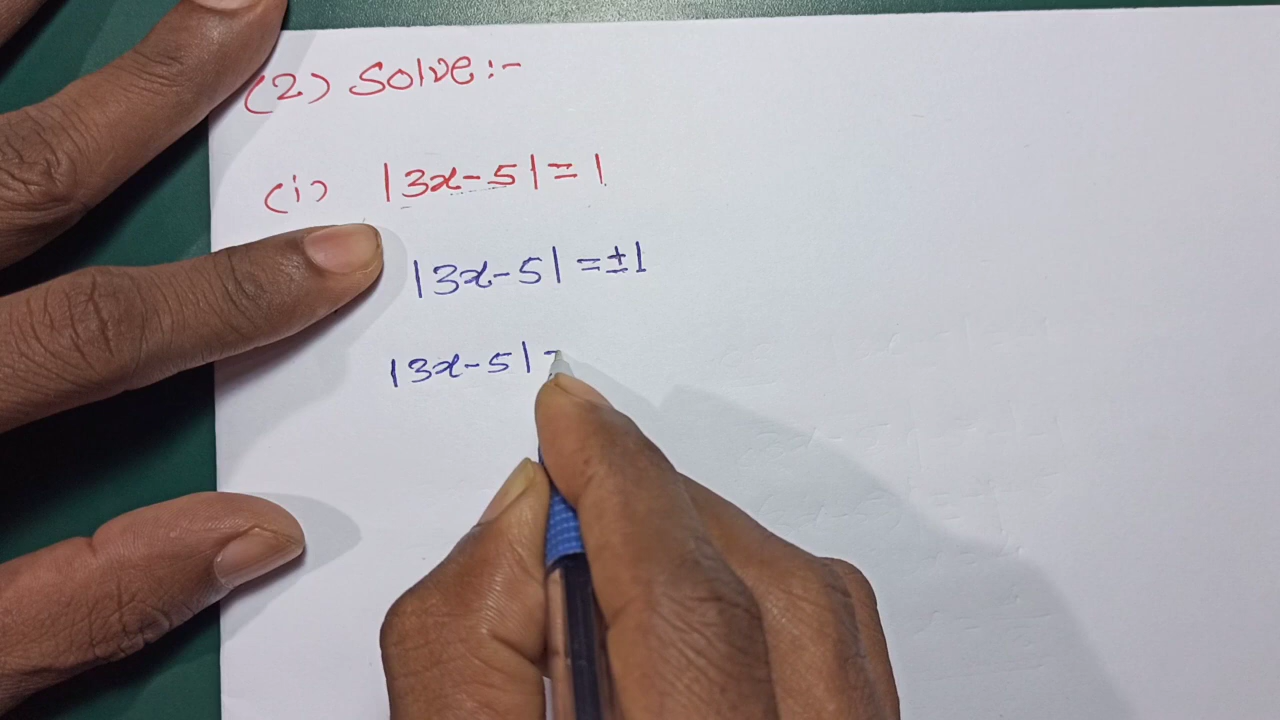 (2) Solve:-
(i) |3x-5|=1
|3x-5|=±1
|3x-5| =